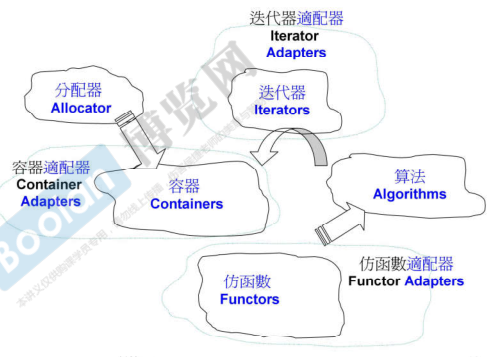 迭代器適配器
Iterator
Adapters
分配器
Allocator
迭代器
Iterators
博览网
Boolan
容器適配器
Container
Adapters
容器
Containers
算法
Algorithms
仿函數
Functors
仿函數適配器
Functor Adapters